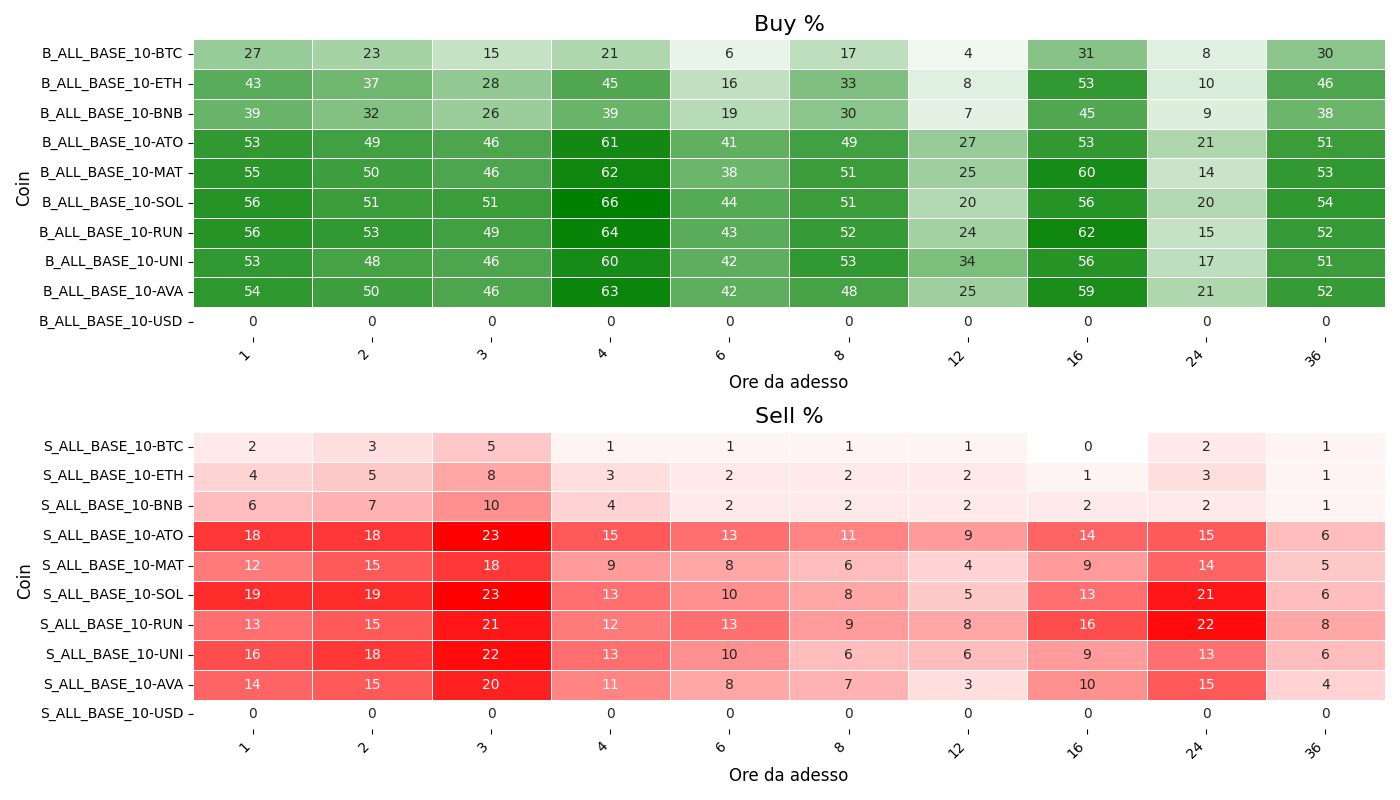 Buy %
Coin
B_ALL_BASE_10-BTC 27 23 15 21 6 17 4 31 8 30
B_ALL_BASE_10-ETH 43 37 28 45 16 33 8 53 10 46
B_ALL_BASE_10-BNB 39 32 26 39 19 30 7 45 9 38
B_ALL_BASE_10-ATO 53 49 46 61 41 49 27 53 21 51
B_ALL_BASE_10-MAT 55 50 46 62 38 51 25 60 14 53
B_ALL_BASE_10-SOL 56 51 51 66 44 51 20 56 20 54
B_ALL_BASE_10-RUN 56 53 49 64 43 52 24 62 15 52
B_ALL_BASE_10-UNI 53 48 46 60 42 53 34 56 17 51
B_ALL_BASE_10-AVA 54 50 46 63 42 48 25 59 21 52
B_ALL_BASE_10-USD 0 0 0 0 0 0 0 0 0 0
1 2 3 4 6 8 12 16 24 36
Ore da adesso
Sell %
Coin
S_ALL_BASE_10-BTC 2 3 5 1 1 1 1 0 2 1
S_ALL_BASE_10-ETH 4 5 8 3 2 2 2 1 3 1
S_ALL_BASE_10-BNB 6 7 10 4 2 2 2 2 2 1
S_ALL_BASE_10-ATO 18 18 23 15 13 11 9 14 15 6
S_ALL_BASE_10-MAT 12 15 18 9 8 6 4 9 14 5
S_ALL_BASE_10-SOL 19 19 23 13 10 8 5 13 21 6
S_ALL_BASE_10-RUN 13 15 21 12 13 9 8 16 22 8
S_ALL_BASE_10-UNI 16 18 22 13 10 6 6 9 13 6
S_ALL_BASE_10-AVA 14 15 20 11 8 7 3 10 15 4
S_ALL_BASE_10-USD 0 0 0 0 0 0 0 0 0 0
1 2 3 4 6 8 12 16 24 36
Ore da adesso